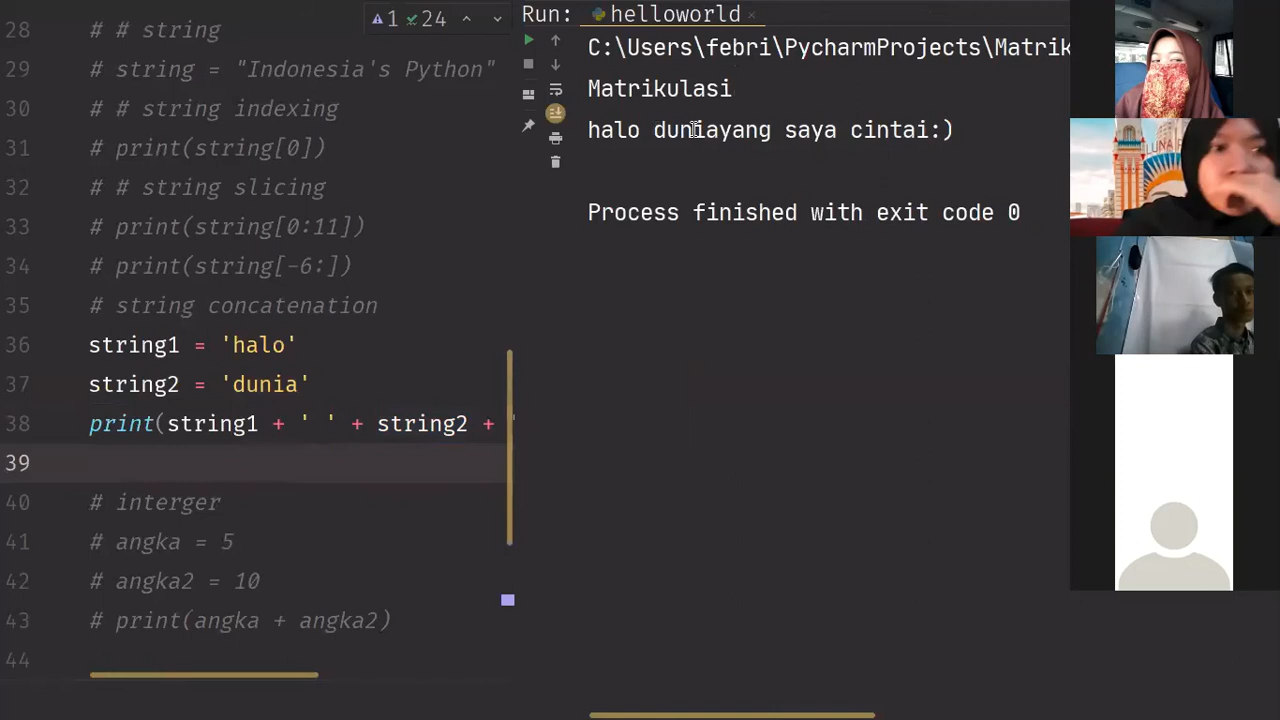 1 24
Run: helloworld
28 # # string
29 # string = "Indonesia's Python"
30 # # string indexing
31 # print(string[0])
32 # # string slicing
33 # print(string[0:11])
34 # print(string[-6:])
35 # string concatenation
36 string1 = 'halo'
37 string2 = 'dunia'
38 print(string1 + ' ' + string2 + '
39
40 # interger
41 # angka = 5
42 # angka2 = 10
43 # print(angka + angka2)
44
C:\Users\febri\PycharmProjects\Matrik
Matrikulasi
halo duniayang saya cintai:)
Process finished with exit code 0
LUNA